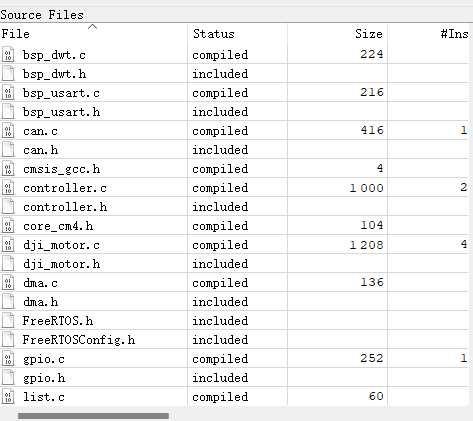 Source Files
File Status Size #Ins
bsp_dwt.c compiled 224
bsp_dwt.h included
bsp_usart.c compiled 216
bsp_usart.h included
can.c compiled 416 1
can.h included
cmsis_gcc.h compiled 4
controller.c compiled 1 000 2
controller.h included
core_cm4.h compiled 104
dji_motor.c compiled 1 208 4
dji_motor.h included
dma.c compiled 136
dma.h included
FreeRTOS.h included
FreeRTOSConfig.h included
gpio.c compiled 252 1
gpio.h included
list.c compiled 60